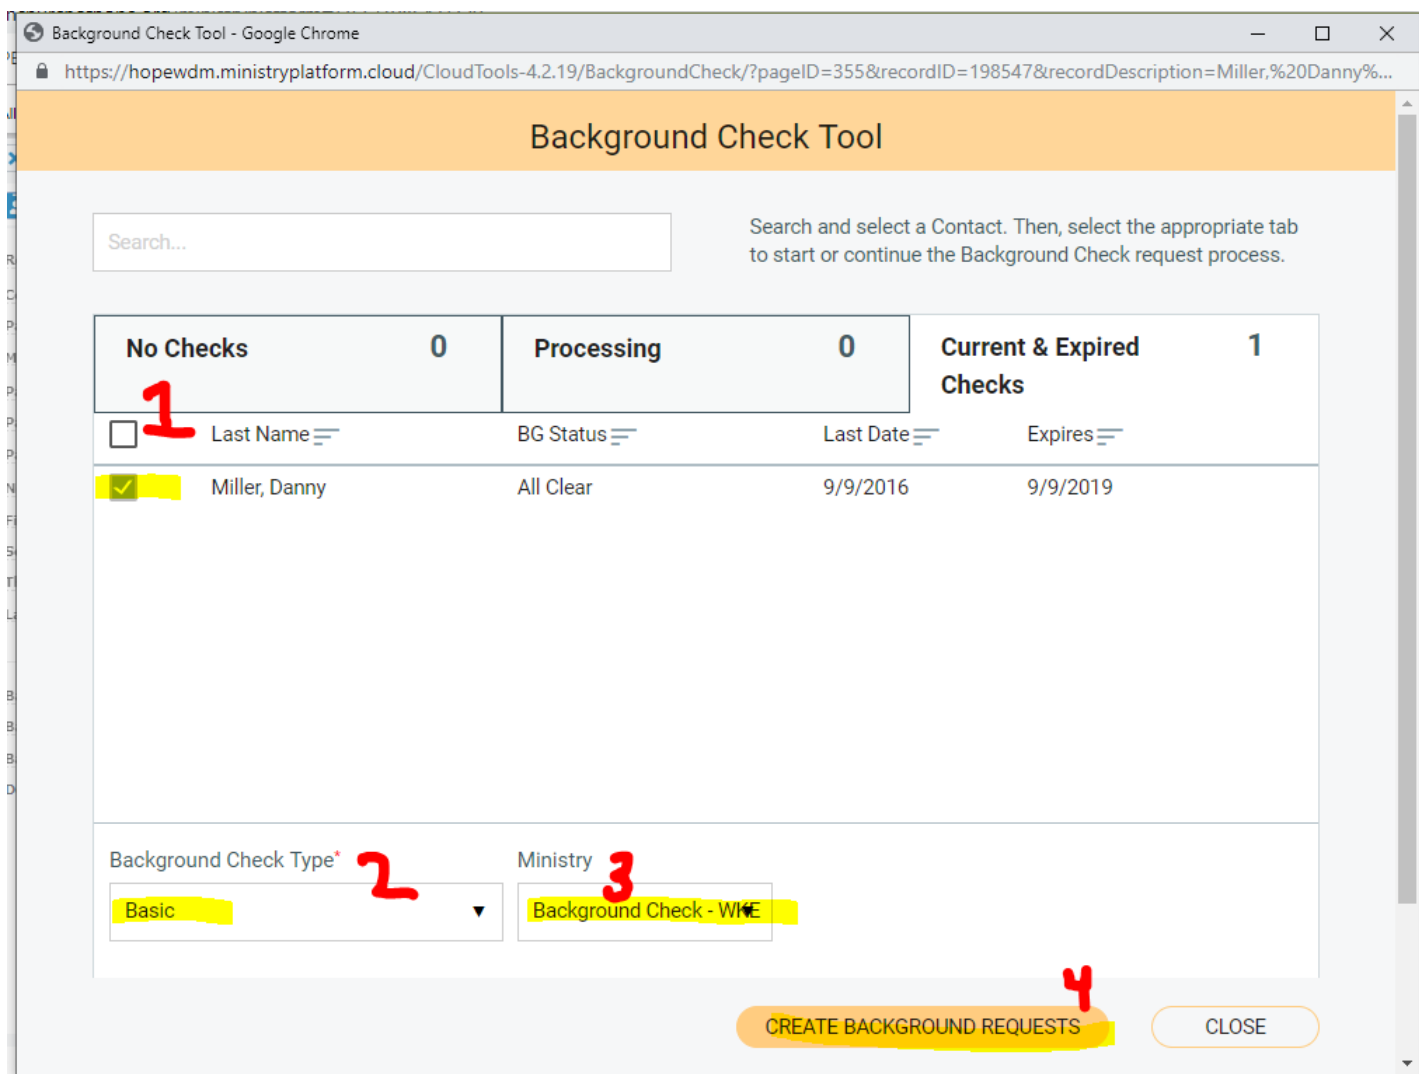 Background Check Tool - Google Chrome
https://hopewdm.ministryplatform.cloud/CloudTools-4.2.19/BackgroundCheck/?pageID=355&recordID=198547&recordDescription=Miller,%20Danny%...
Background Check Tool
Search...
Search and select a Contact. Then, select the appropriate tab
to start or continue the Background Check request process.
No Checks 0 Processing 0 Current & Expired 1
Checks
1
Last Name BG Status Last Date Expires
Miller, Danny All Clear 9/9/2016 9/9/2019
Background Check Type* 2 Ministry 3
Basic Background Check - WKE
4
CREATE BACKGROUND REQUESTS CLOSE